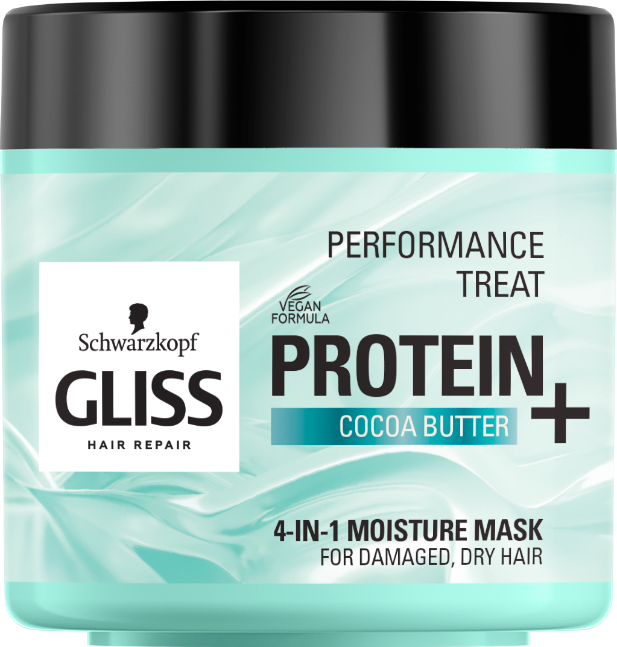 PERFORMANCE
TREAT
VEGAN
FORMULA
Schwarzkopf
GLISS
HAIR REPAIR
PROTEIN+
COCOA BUTTER
4-IN-1 MOISTURE MASK
FOR DAMAGED, DRY HAIR